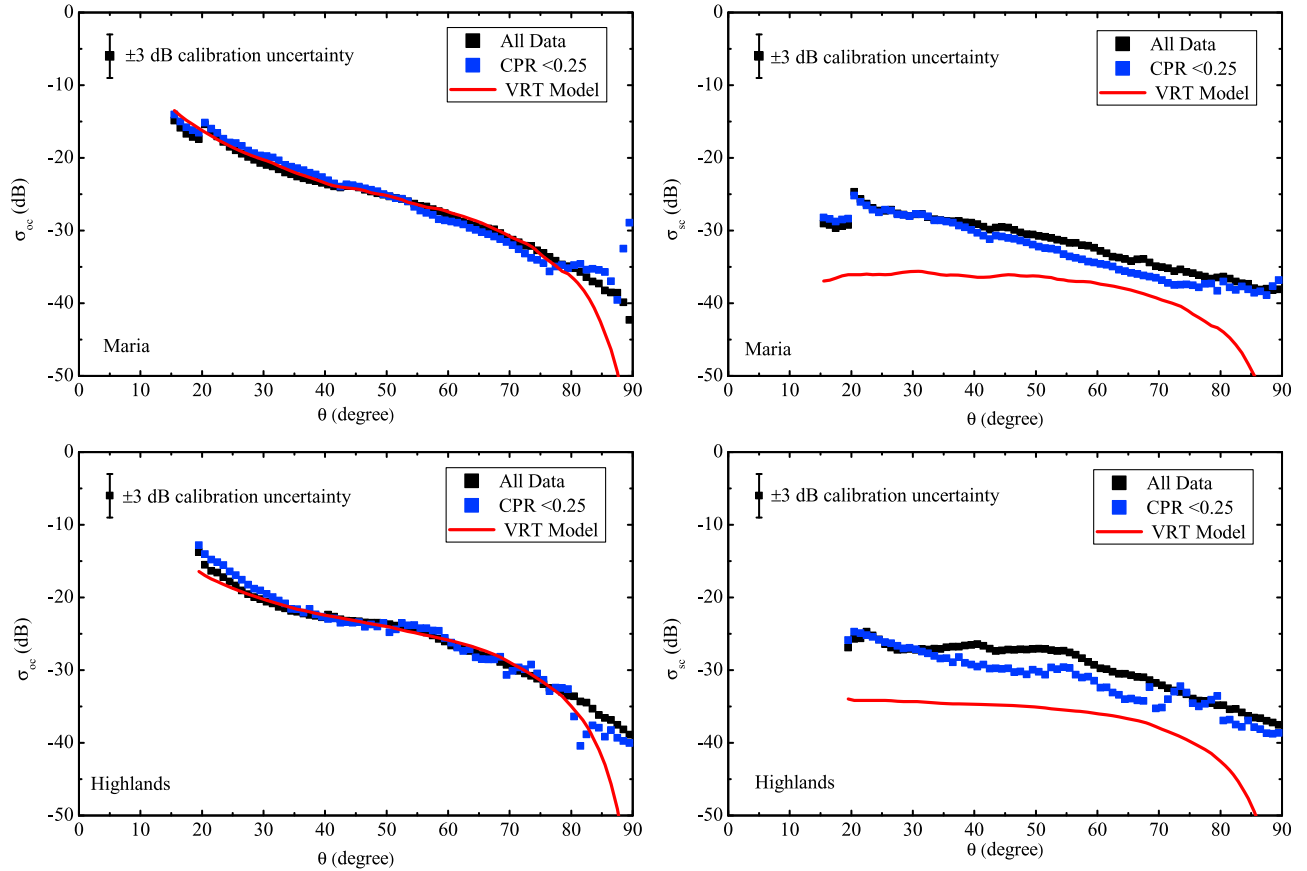 0
-10
-20
-30
-40
-50
σoc (dB)
±3 dB calibration uncertainty
All Data
CPR <0.25
VRT Model
Maria
0 10 20 30 40 50 60 70 80 90
θ (degree)
0
-10
-20
-30
-40
-50
σsc (dB)
±3 dB calibration uncertainty
All Data
CPR <0.25
VRT Model
Maria
0 10 20 30 40 50 60 70 80 90
θ (degree)
0
-10
-20
-30
-40
-50
σoc (dB)
±3 dB calibration uncertainty
All Data
CPR <0.25
VRT Model
Highlands
0 10 20 30 40 50 60 70 80 90
θ (degree)
0
-10
-20
-30
-40
-50
σsc (dB)
±3 dB calibration uncertainty
All Data
CPR <0.25
VRT Model
Highlands
0 10 20 30 40 50 60 70 80 90
θ (degree)